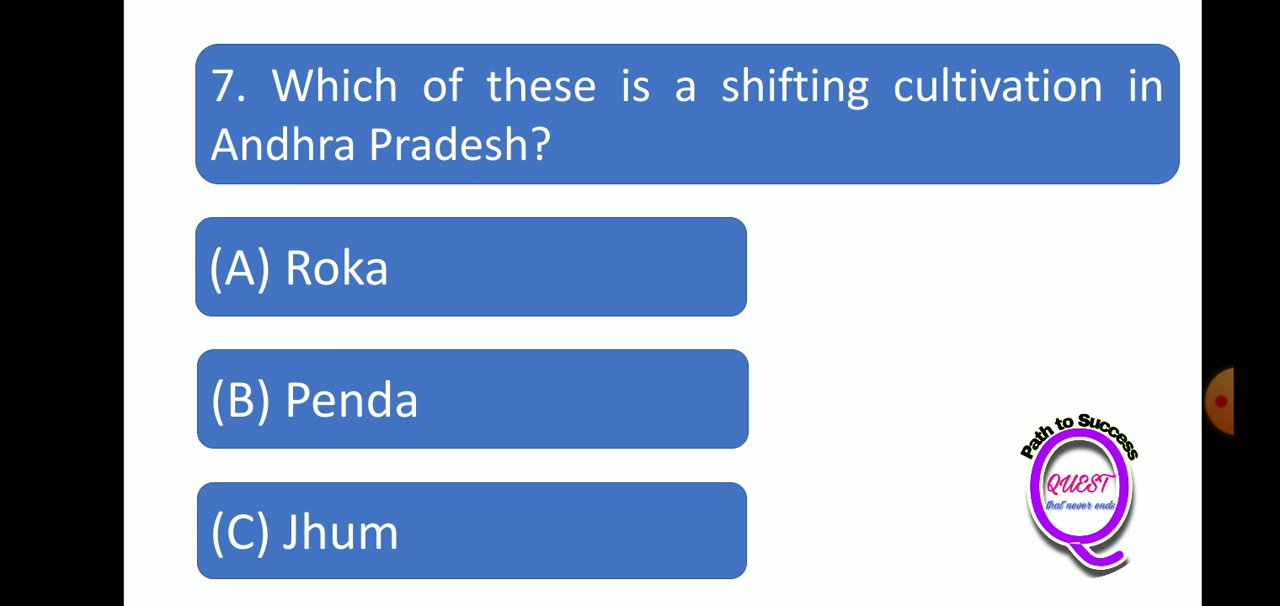 7. Which of these is a shifting cultivation in
Andhra Pradesh?
(A) Roka
(B) Penda
(C) Jhum
Path to Success
QUEST
that never ends